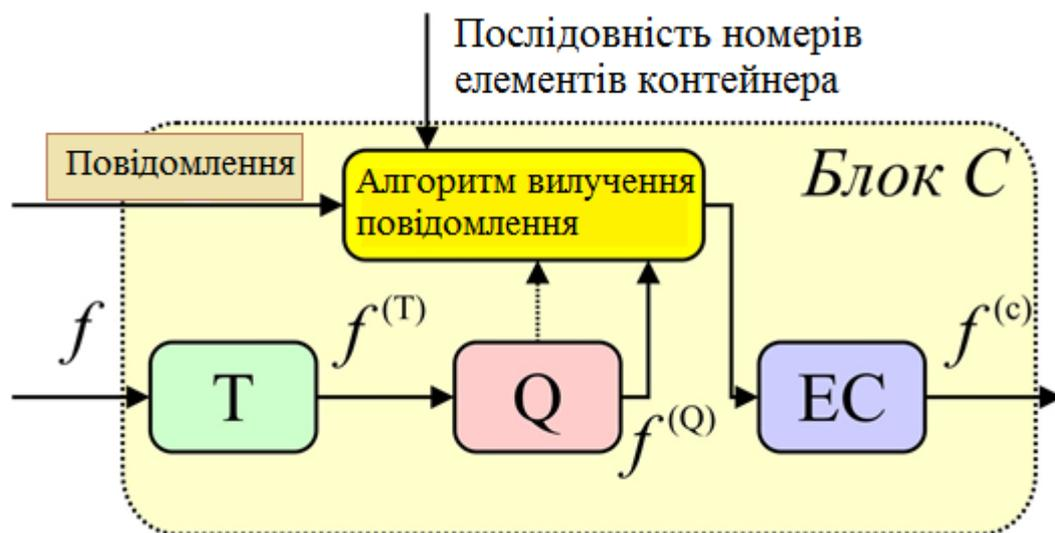 Послідовність номерів
елементів контейнера
Повідомлення
Блок C
Алгоритм вилучення
повідомлення
f
f (T)
f (Q)
f (c)
T
Q
EC